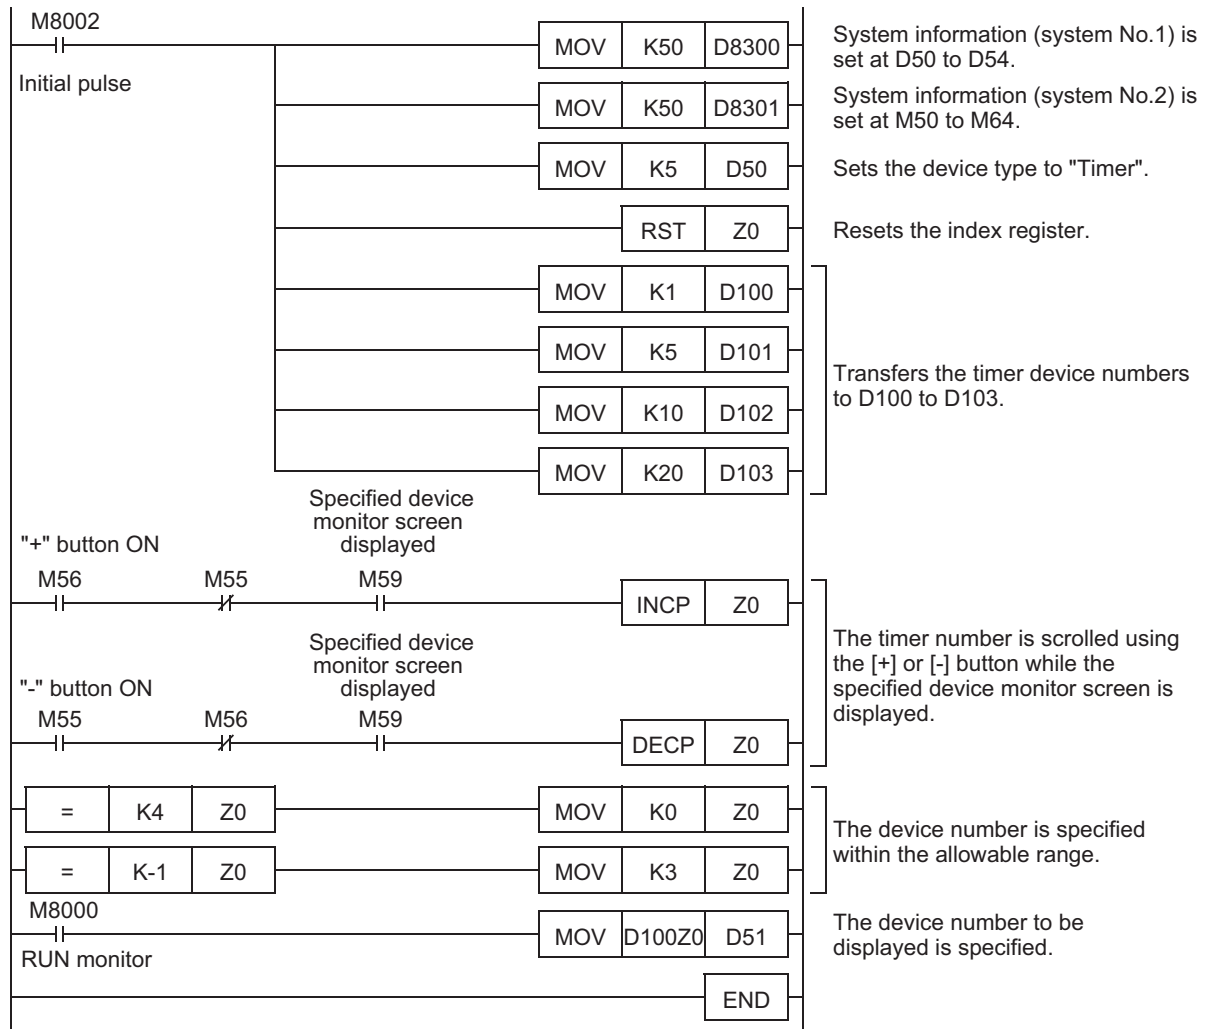 M8002
MOV K50 D8300
System information (system No.1) is
set at D50 to D54.
Initial pulse
MOV K50 D8301
System information (system No.2) is
set at M50 to M64.
MOV K5 D50
Sets the device type to "Timer".
RST Z0
Resets the index register.
MOV K1 D100
MOV K5 D101
MOV K10 D102
MOV K20 D103
Transfers the timer device numbers
to D100 to D103.
Specified device
monitor screen
displayed
"+" button ON
M56 M55 M59
INCP Z0
Specified device
monitor screen
displayed
"-" button ON
M55 M56 M59
DECP Z0
The timer number is scrolled using
the [+] or [-] button while the
specified device monitor screen is
displayed.
= K4 Z0 MOV K0 Z0
= K-1 Z0 MOV K3 Z0
The device number is specified
within the allowable range.
M8000
MOV D100Z0 D51
RUN monitor
The device number to be
displayed is specified.
END